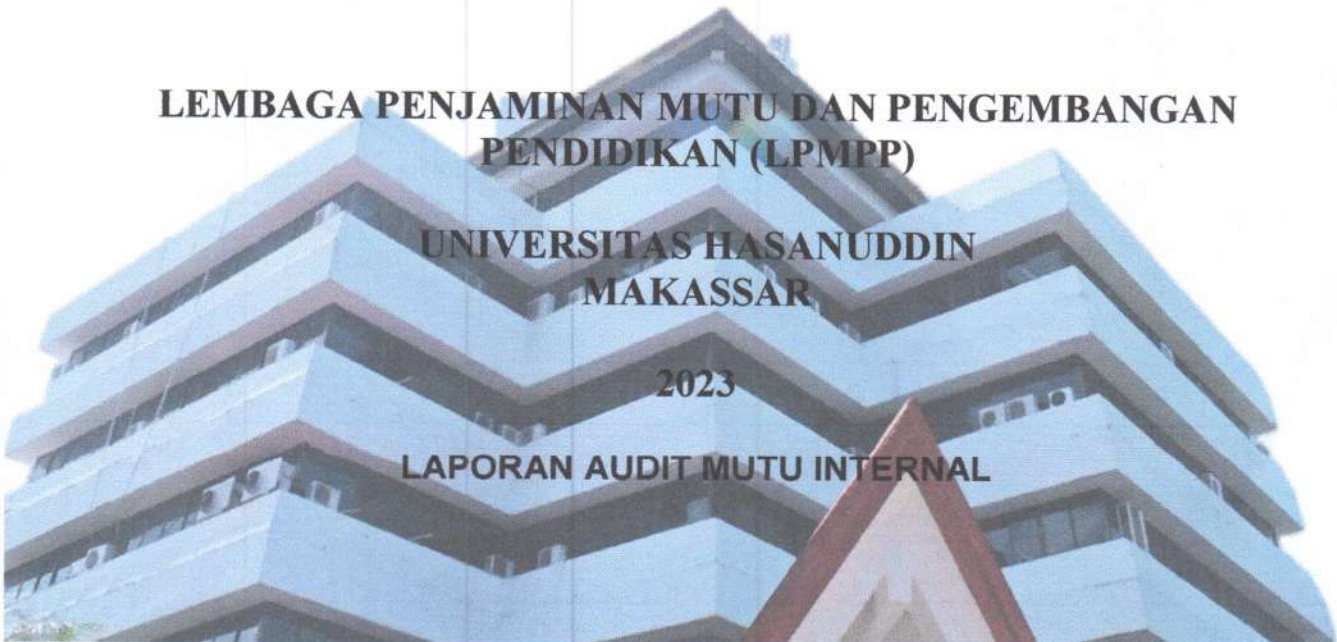 LEMBAGA PENJAMINAN MUTU DAN PENGEMBANGAN
PENDIDIKAN (LPMPP)
UNIVERSITAS HASANUDDIN
MAKASSAR
2023
LAPORAN AUDIT MUTU INTERNAL